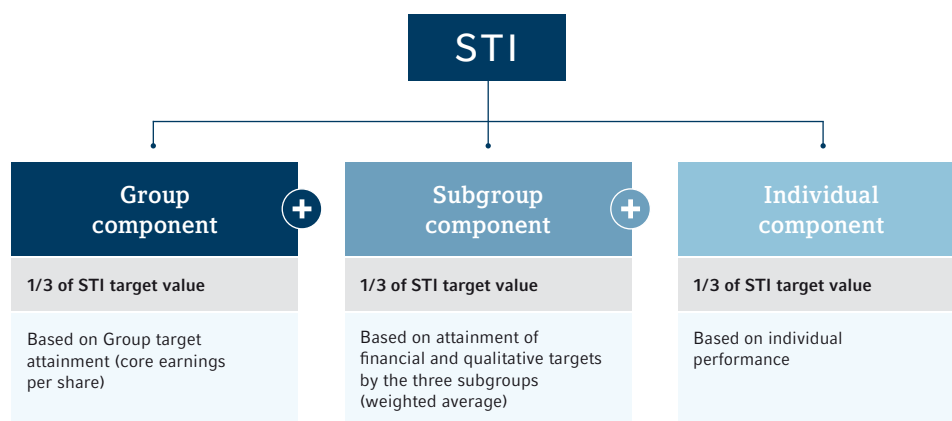 STI
Group
component
+
Subgroup
component
+
Individual
component
1/3 of STI target value
1/3 of STI target value
1/3 of STI target value
Based on Group target
attainment (core earnings
per share)
Based on attainment of
financial and qualitative targets
by the three subgroups
(weighted average)
Based on individual
performance